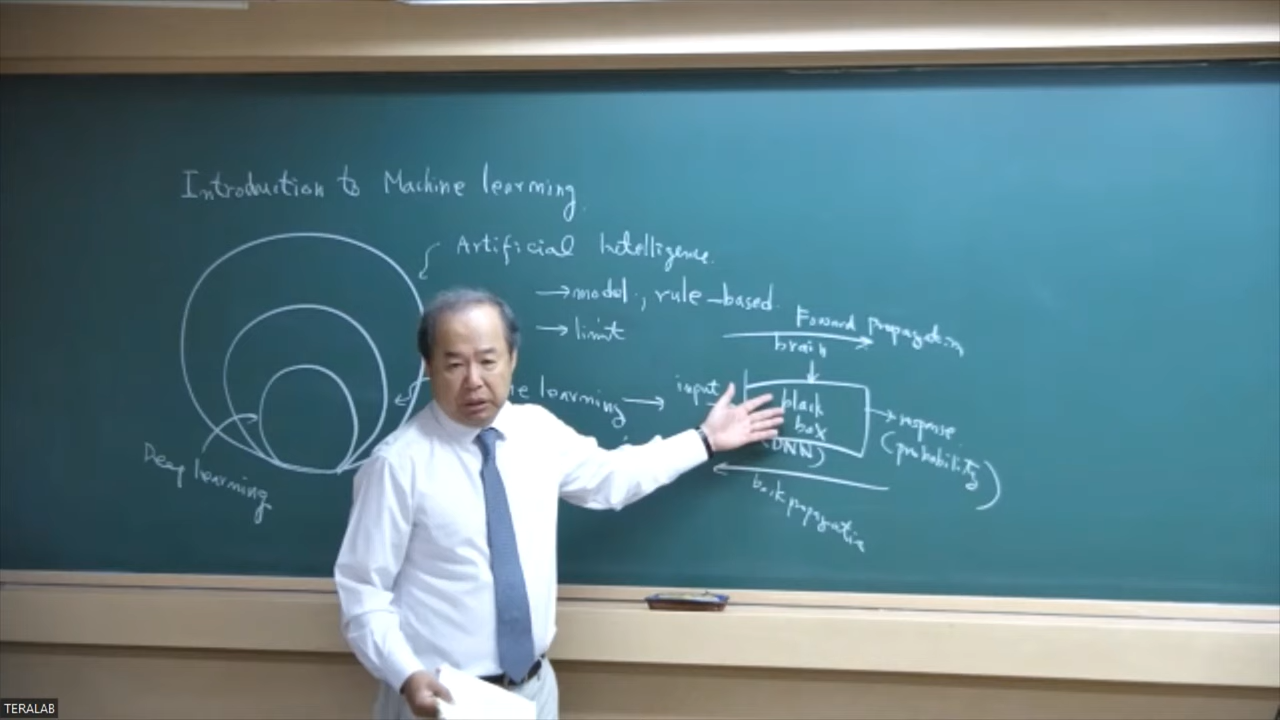 Introduction to Machine learning.
Artificial Intelligence.
→ model, rule-based
→ limit
Forward propagation
brain
learning → input
black
box
(DNN)
→ response
(probability)
back propagation
Deep learning
TERALAB